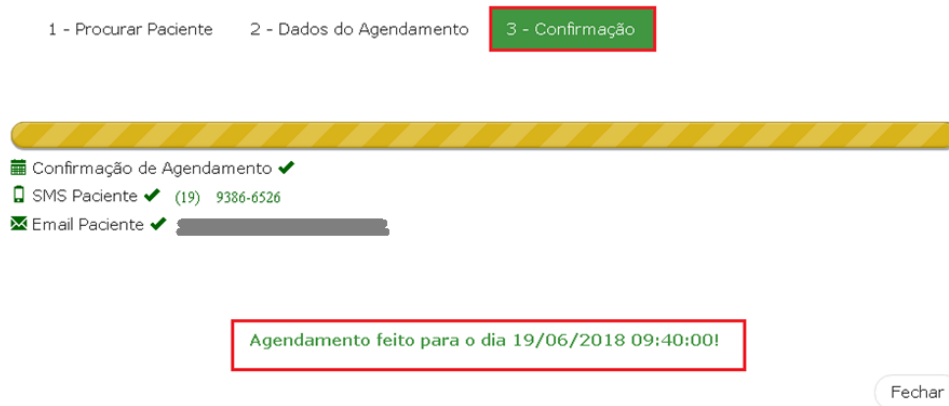 1 - Procurar Paciente 2 - Dados do Agendamento 3 - Confirmação
Confirmação de Agendamento
SMS Paciente (19) 9386-6526
Email Paciente
Agendamento feito para o dia 19/06/2018 09:40:00!
Fechar